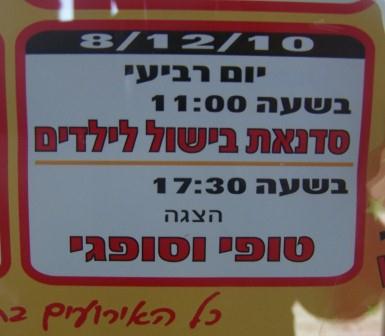 8/12/10
יום רביעי
בשעה 11:00
סדנאת בישול לילדים
בשעה 17:30
הצגה
טופי וסופגי
כל האירועים